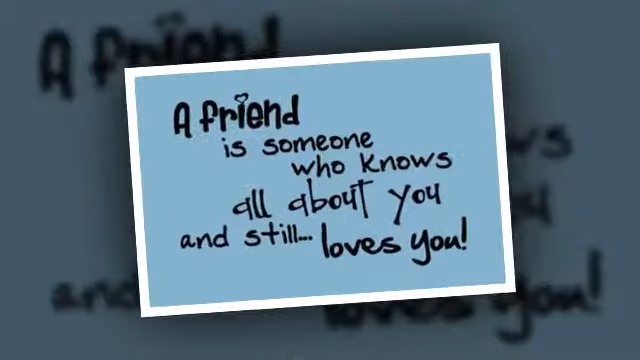 A friend
is someone
who knows
all about you
and still... loves you!